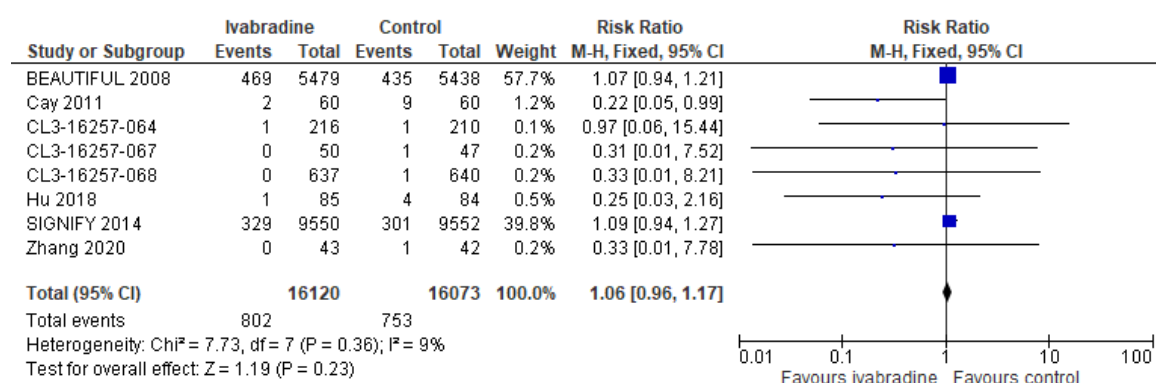 Ivabradine Control Risk Ratio Risk Ratio
Study or Subgroup Events Total Events Total Weight M-H, Fixed, 95% CI M-H, Fixed, 95% CI
BEAUTIFUL 2008 469 5479 435 5438 57.7% 1.07 [0.94, 1.21]
Cay 2011 2 60 9 60 1.2% 0.22 [0.05, 0.99]
CL3-16257-064 1 216 1 210 0.1% 0.97 [0.06, 15.44]
CL3-16257-067 0 50 1 47 0.2% 0.31 [0.01, 7.52]
CL3-16257-068 0 637 1 640 0.2% 0.33 [0.01, 8.21]
Hu 2018 1 85 4 84 0.5% 0.25 [0.03, 2.16]
SIGNIFY 2014 329 9550 301 9552 39.8% 1.09 [0.94, 1.27]
Zhang 2020 0 43 1 42 0.2% 0.33 [0.01, 7.78]
Total (95% CI) 16120 16073 100.0% 1.06 [0.96, 1.17]
Total events 802 753
Heterogeneity: Chi² = 7.73, df = 7 (P = 0.36); I² = 9%
Test for overall effect: Z = 1.19 (P = 0.23)
0.01 0.1 1 10 100
Favours ivabradine Favours control